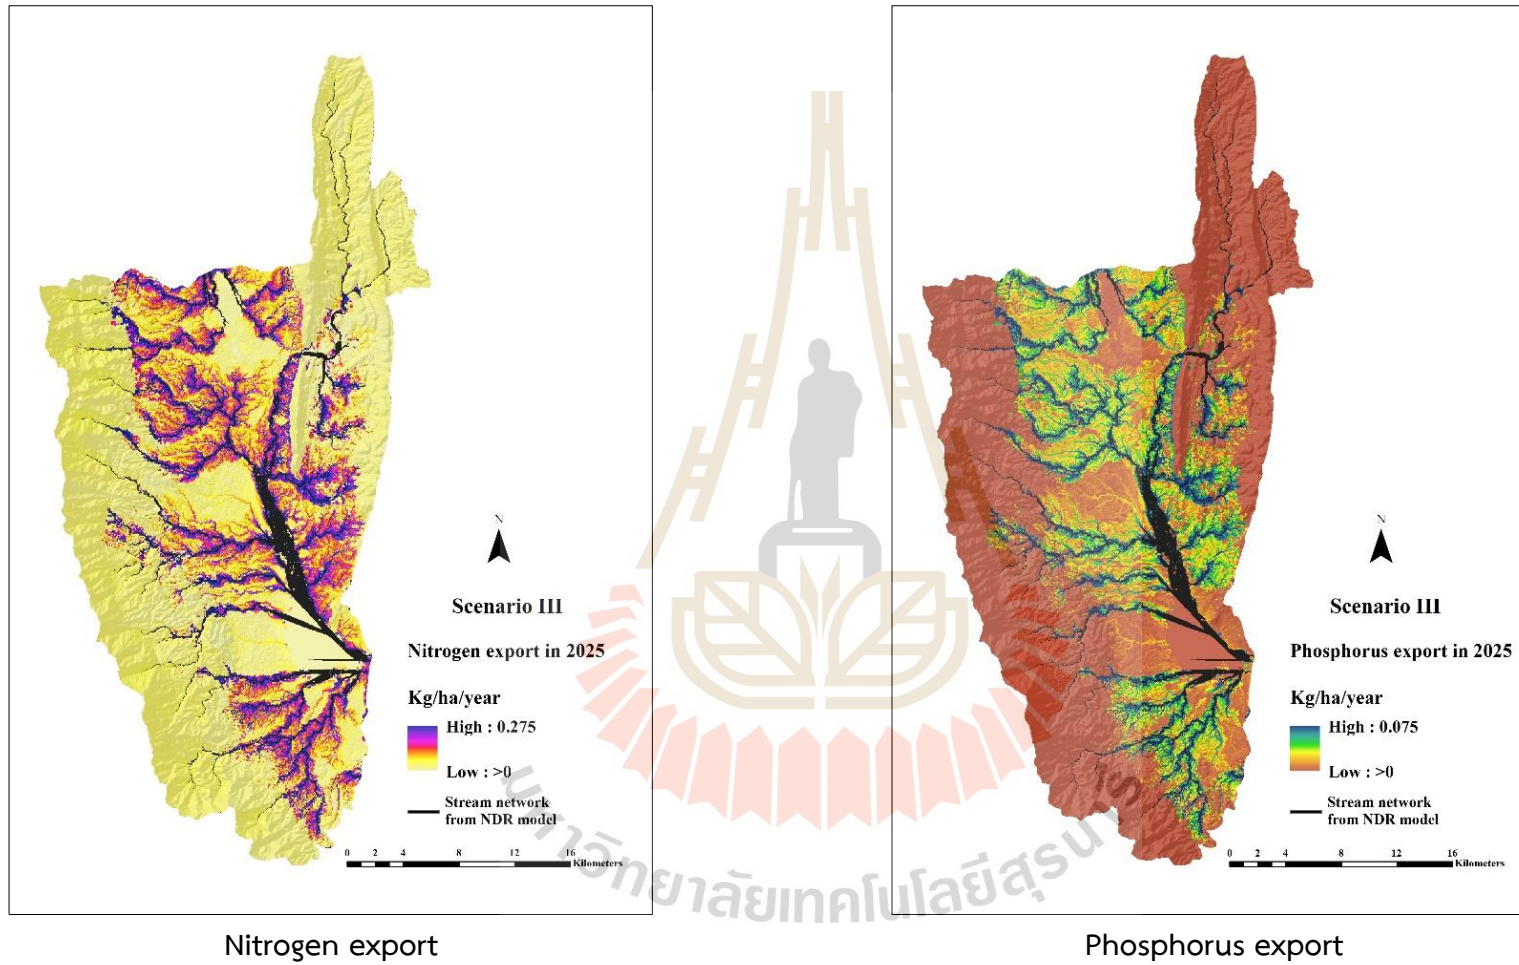 N
Scenario III
Nitrogen export in 2025
Kg/ha/year
High : 0.275
Low : >0
Stream network
from NDR model
0 2 4 8 12 16
Kilometers
Nitrogen export
N
Scenario III
Phosphorus export in 2025
Kg/ha/year
High : 0.075
Low : >0
Stream network
from NDR model
0 2 4 8 12 16
Kilometers
Phosphorus export
มหาวิทยาลัยเทคโนโลยีสุรนารี